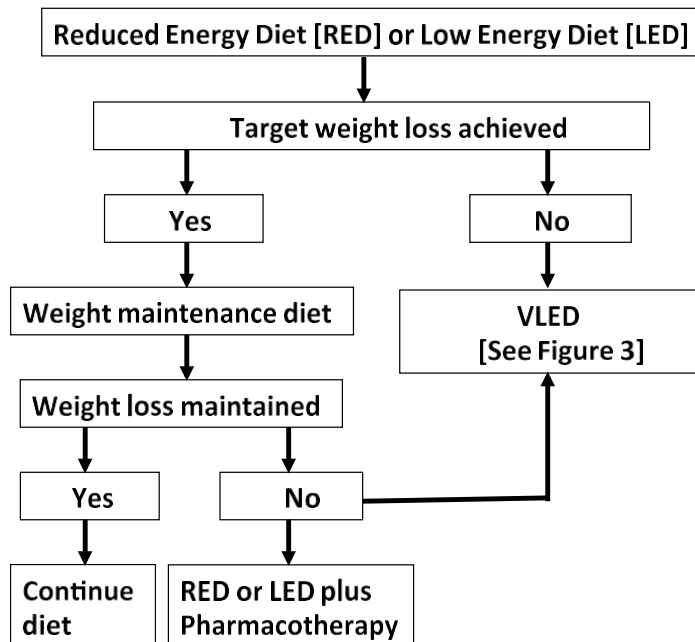 Reduced Energy Diet [RED] or Low Energy Diet [LED]
Target weight loss achieved
Yes
No
Weight maintenance diet
VLED
[See Figure 3]
Weight loss maintained
Yes
No
Continue
diet
RED or LED plus
Pharmacotherapy